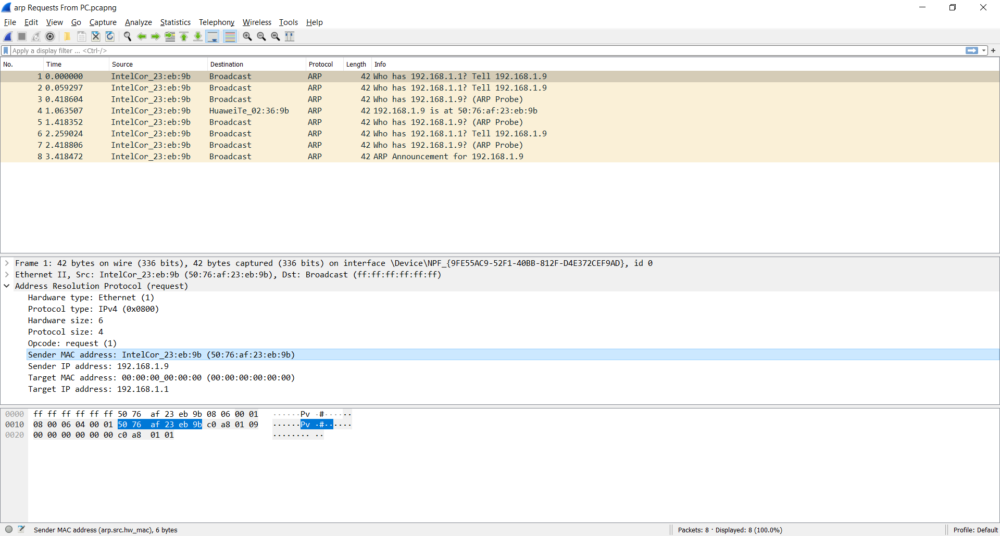 arp Requests From PC.pcapng
File Edit View Go Capture Analyze Statistics Telephony Wireless Tools Help
Apply a display filter ... <Ctrl-/>
No. Time Source Destination Protocol Length Info
1 0.000000 IntelCor_23:eb:9b Broadcast ARP 42 Who has 192.168.1.1? Tell 192.168.1.9
2 0.059297 IntelCor_23:eb:9b Broadcast ARP 42 Who has 192.168.1.1? Tell 192.168.1.9
3 0.418604 IntelCor_23:eb:9b Broadcast ARP 42 Who has 192.168.1.9? (ARP Probe)
4 1.063507 IntelCor_23:eb:9b HuaweiTe_02:36:9b ARP 42 192.168.1.9 is at 50:76:af:23:eb:9b
5 1.418352 IntelCor_23:eb:9b Broadcast ARP 42 Who has 192.168.1.9? (ARP Probe)
6 2.259024 IntelCor_23:eb:9b Broadcast ARP 42 Who has 192.168.1.1? Tell 192.168.1.9
7 2.418806 IntelCor_23:eb:9b Broadcast ARP 42 Who has 192.168.1.9? (ARP Probe)
8 3.418472 IntelCor_23:eb:9b Broadcast ARP 42 ARP Announcement for 192.168.1.9
Frame 1: 42 bytes on wire (336 bits), 42 bytes captured (336 bits) on interface \Device\NPF_{9FE55AC9-52F1-40BB-812F-D4E372CEF9AD}, id 0
Ethernet II, Src: IntelCor_23:eb:9b (50:76:af:23:eb:9b), Dst: Broadcast (ff:ff:ff:ff:ff:ff)
Address Resolution Protocol (request)
Hardware type: Ethernet (1)
Protocol type: IPv4 (0x0800)
Hardware size: 6
Protocol size: 4
Opcode: request (1)
Sender MAC address: IntelCor_23:eb:9b (50:76:af:23:eb:9b)
Sender IP address: 192.168.1.9
Target MAC address: 00:00:00_00:00:00 (00:00:00:00:00:00)
Target IP address: 192.168.1.1
0000 ff ff ff ff ff ff 50 76 af 23 eb 9b 08 06 00 01 ······Pv ·#······
0010 08 00 06 04 00 01 50 76 af 23 eb 9b c0 a8 01 09 ······Pv ·#······
0020 00 00 00 00 00 00 c0 a8 01 01 ········ ··
Sender MAC address (arp.src.hw_mac), 6 bytes Packets: 8 · Displayed: 8 (100.0%) Profile: Default